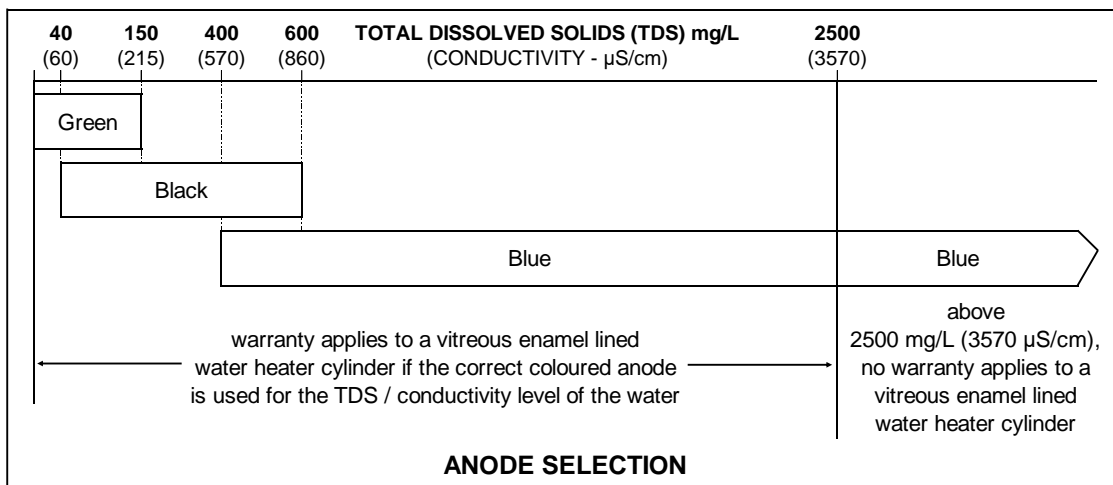 40 150 400 600 TOTAL DISSOLVED SOLIDS (TDS) mg/L 2500
(60) (215) (570) (860) (CONDUCTIVITY - µS/cm) (3570)
Green
Black
Blue Blue
warranty applies to a vitreous enamel lined
water heater cylinder if the correct coloured anode
is used for the TDS / conductivity level of the water
above
2500 mg/L (3570 µS/cm),
no warranty applies to a
vitreous enamel lined
water heater cylinder
ANODE SELECTION